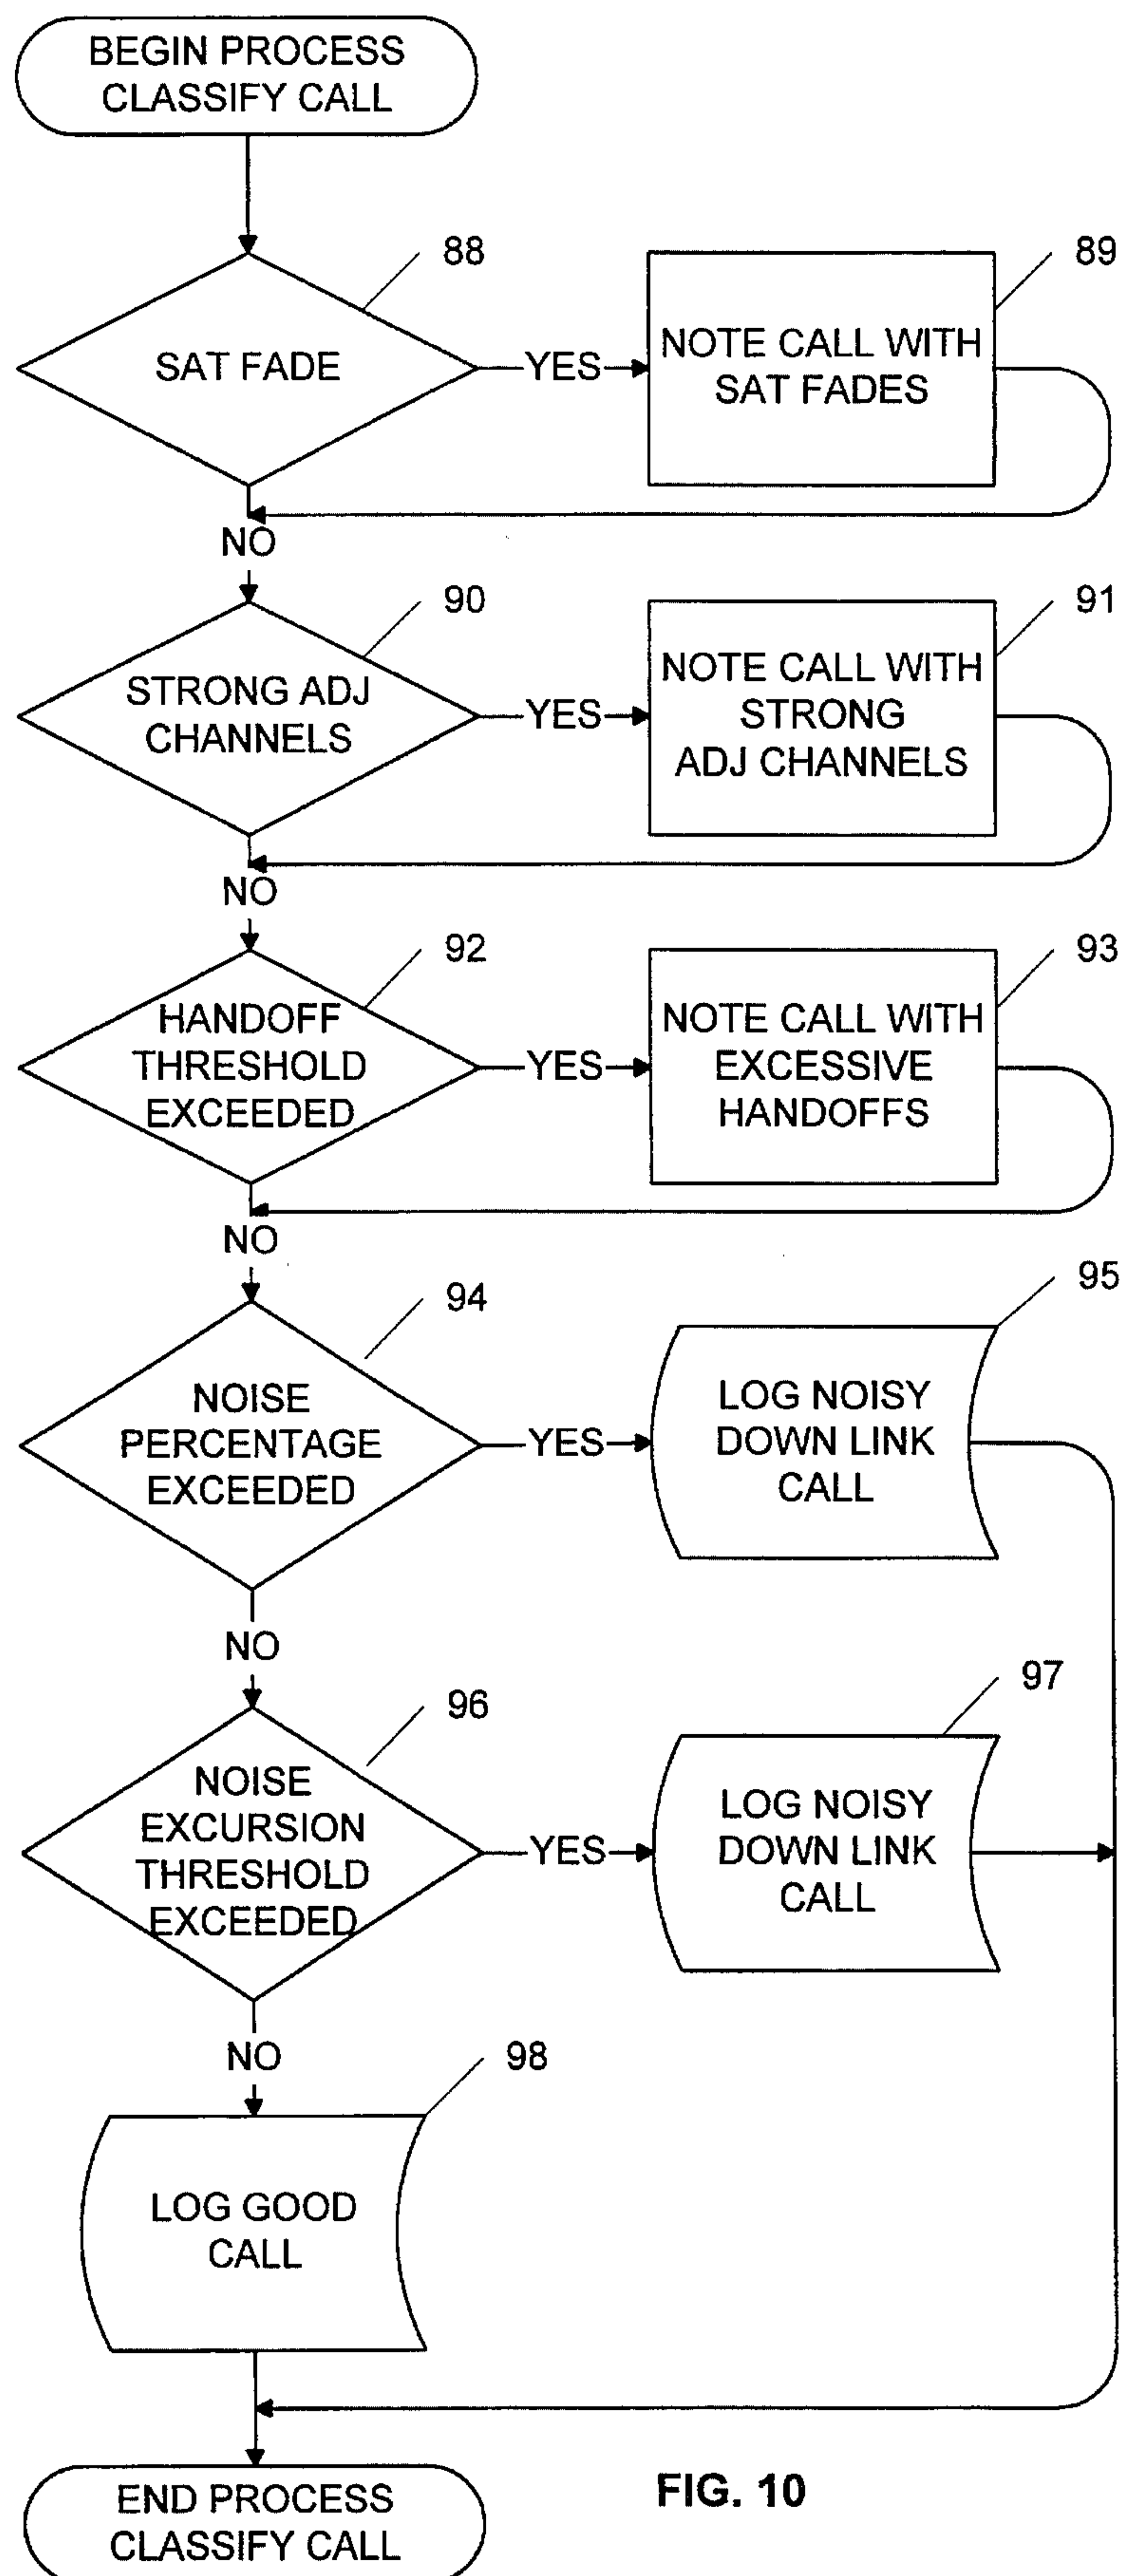 BEGIN PROCESS
CLASSIFY CALL
88
SAT FADE
YES
89
NOTE CALL WITH
SAT FADES
NO
90
STRONG ADJ
CHANNELS
YES
91
NOTE CALL WITH
STRONG
ADJ CHANNELS
NO
92
HANDOFF
THRESHOLD
EXCEEDED
YES
93
NOTE CALL WITH
EXCESSIVE
HANDOFFS
NO
94
NOISE
PERCENTAGE
EXCEEDED
YES
95
LOG NOISY
DOWN LINK
CALL
NO
96
NOISE
EXCURSION
THRESHOLD
EXCEEDED
YES
97
LOG NOISY
DOWN LINK
CALL
NO
98
LOG GOOD
CALL
END PROCESS
CLASSIFY CALL
FIG. 10